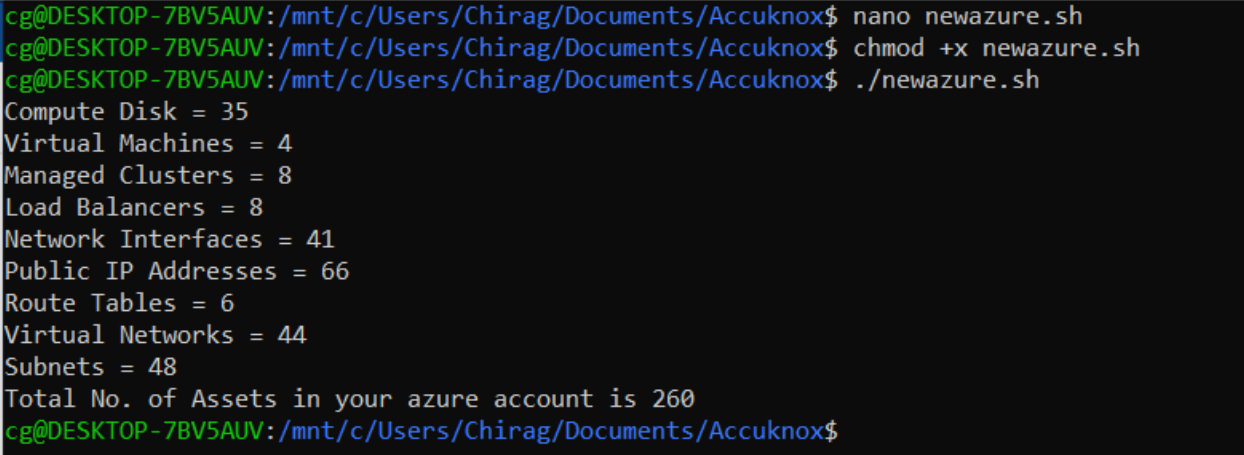 cg@DESKTOP-7BV5AUV:/mnt/c/Users/Chirag/Documents/Accuknox$ nano newazure.sh
cg@DESKTOP-7BV5AUV:/mnt/c/Users/Chirag/Documents/Accuknox$ chmod +x newazure.sh
cg@DESKTOP-7BV5AUV:/mnt/c/Users/Chirag/Documents/Accuknox$ ./newazure.sh
Compute Disk = 35
Virtual Machines = 4
Managed Clusters = 8
Load Balancers = 8
Network Interfaces = 41
Public IP Addresses = 66
Route Tables = 6
Virtual Networks = 44
Subnets = 48
Total No. of Assets in your azure account is 260
cg@DESKTOP-7BV5AUV:/mnt/c/Users/Chirag/Documents/Accuknox$